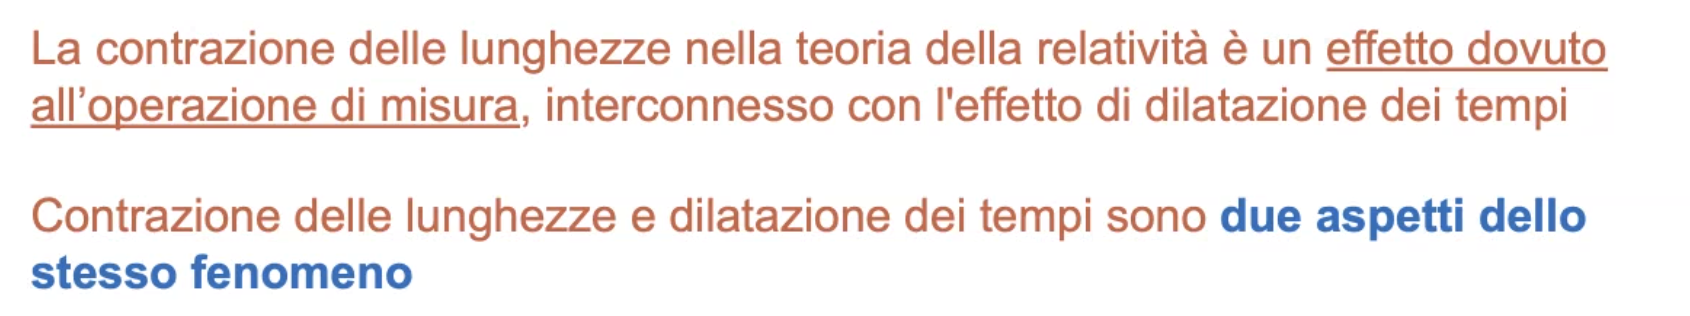 La contrazione delle lunghezze nella teoria della relatività è un effetto dovuto
all’operazione di misura, interconnesso con l'effetto di dilatazione dei tempi
Contrazione delle lunghezze e dilatazione dei tempi sono due aspetti dello
stesso fenomeno